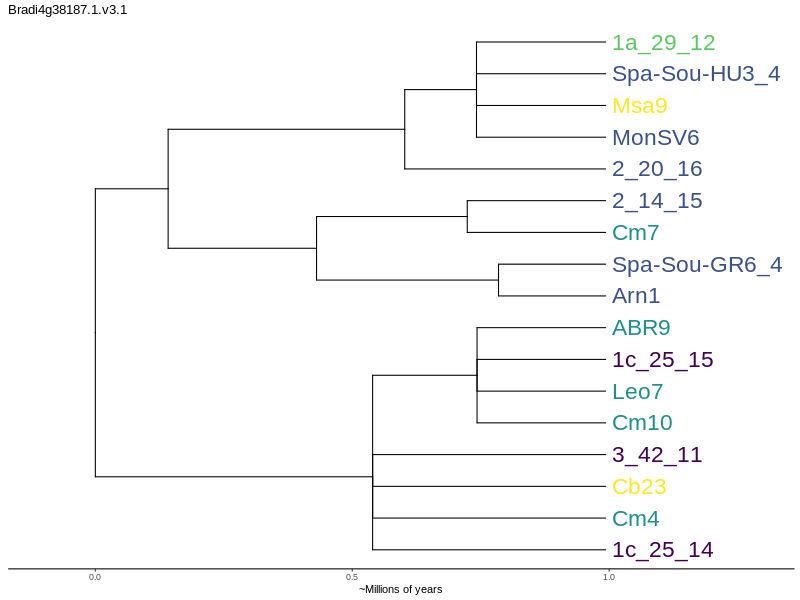 Bradi4g38187.1.v3.1
1a_29_12
Spa-Sou-HU3_4
Msa9
MonSV6
2_20_16
2_14_15
Cm7
Spa-Sou-GR6_4
Arn1
ABR9
1c_25_15
Leo7
Cm10
3_42_11
Cb23
Cm4
1c_25_14
0.0 0.5 1.0
~Millions of years